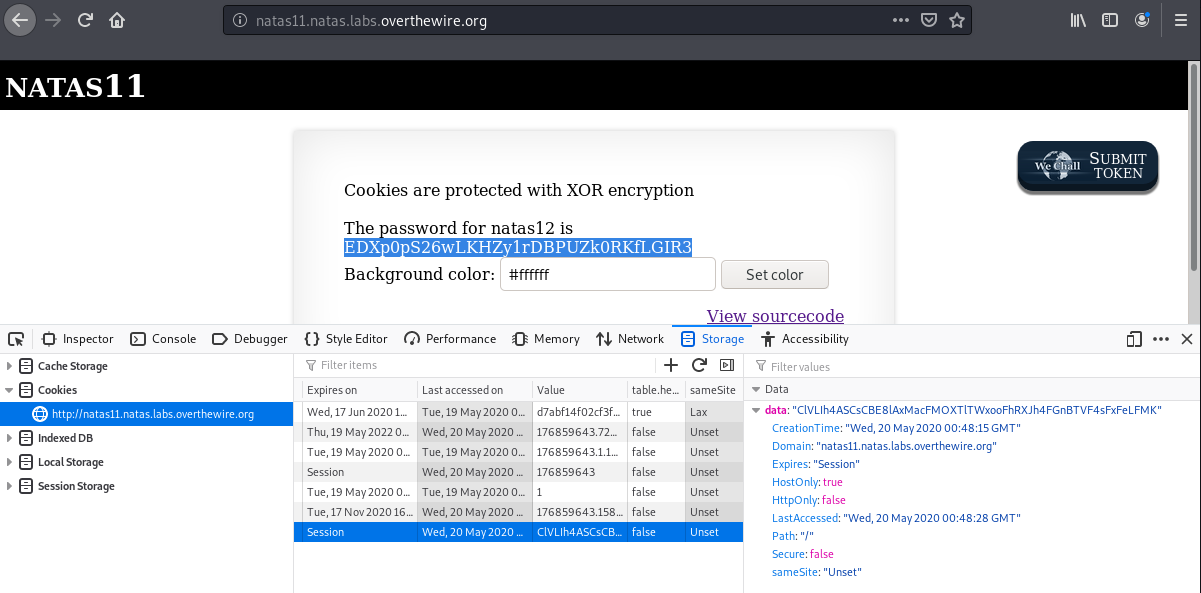 natas11.natas.labs.overthewire.org
NATAS11
We Chall SUBMIT TOKEN
Cookies are protected with XOR encryption
The password for natas12 is
EDXp0pS26wLKHZy1rDBPUZk0RKfLGIR3
Background color: #ffffff Set color
View sourcecode
Inspector Console Debugger Style Editor Performance Memory Network Storage Accessibility
Cache Storage
Cookies
http://natas11.natas.labs.overthewire.org
Indexed DB
Local Storage
Session Storage
Filter items
Expires on Last accessed on Value table.he... sameSite
Wed, 17 Jun 2020 1... Tue, 19 May 2020 0... d7abf14f02cf3f... true Lax
Thu, 19 May 2022 0... Wed, 20 May 2020 ... 176859643.72... false Unset
Tue, 19 May 2020 0... Tue, 19 May 2020 0... 176859643.1.1... false Unset
Session Wed, 20 May 2020 ... 176859643 false Unset
Tue, 19 May 2020 0... Tue, 19 May 2020 0... 1 false Unset
Tue, 17 Nov 2020 16... Wed, 20 May 2020 ... 176859643.158... false Unset
Session Wed, 20 May 2020 ... ClVLIh4ASCsCB... false Unset
Filter values
Data
data: "ClVLIh4ASCsCBE8lAxMacFMOXTlTWxooFhRXJh4FGnBTVF4sFxFeLFMK"
CreationTime: "Wed, 20 May 2020 00:48:15 GMT"
Domain: "natas11.natas.labs.overthewire.org"
Expires: "Session"
HostOnly: true
HttpOnly: false
LastAccessed: "Wed, 20 May 2020 00:48:28 GMT"
Path: "/"
Secure: false
sameSite: "Unset"